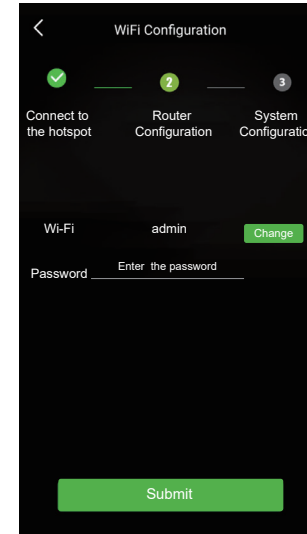 WiFi Configuration
2
3
Connect to
the hotspot
Router
Configuration
System
Configuratio
Wi-Fi
admin
Change
Password
Enter the password
Submit